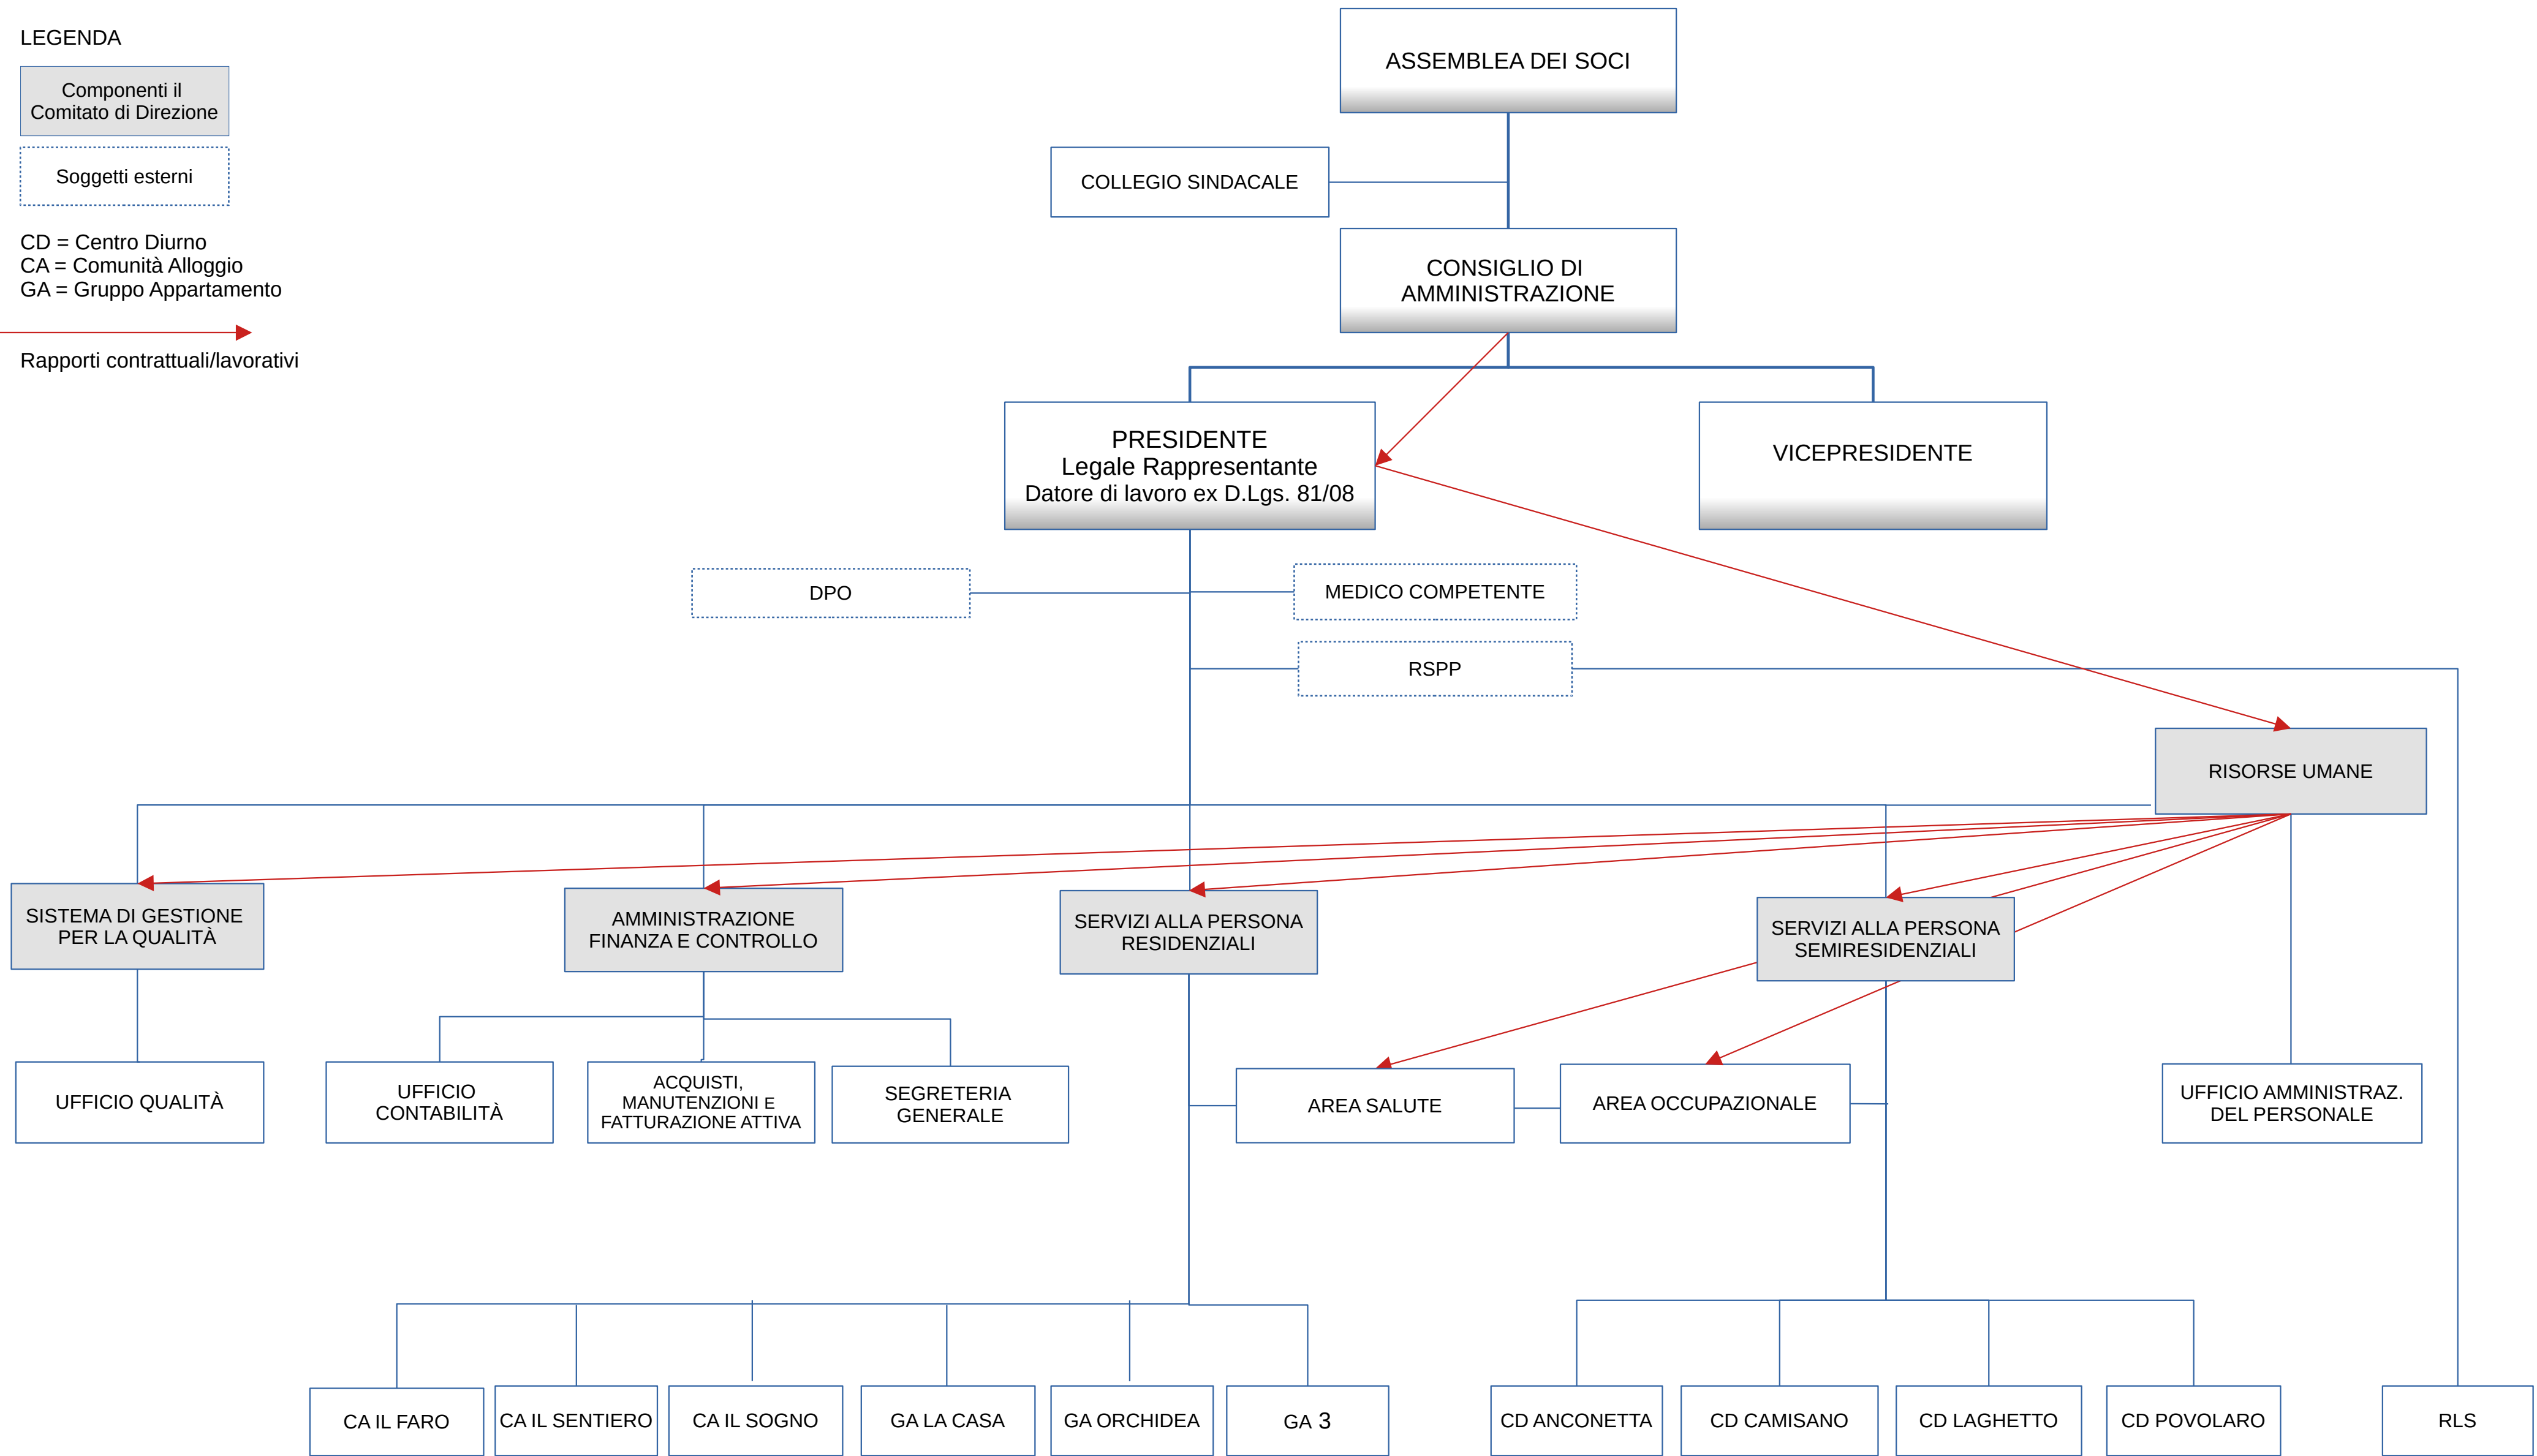 LEGENDA
Componenti il
Comitato di Direzione
Soggetti esterni
CD = Centro Diurno
CA = Comunità Alloggio
GA = Gruppo Appartamento
Rapporti contrattuali/lavorativi
ASSEMBLEA DEI SOCI
COLLEGIO SINDACALE
CONSIGLIO DI
AMMINISTRAZIONE
PRESIDENTE
Legale Rappresentante
Datore di lavoro ex D.Lgs. 81/08
VICEPRESIDENTE
DPO
MEDICO COMPETENTE
RSPP
RISORSE UMANE
SISTEMA DI GESTIONE
PER LA QUALITÀ
AMMINISTRAZIONE
FINANZA E CONTROLLO
SERVIZI ALLA PERSONA
RESIDENZIALI
SERVIZI ALLA PERSONA
SEMIRESIDENZIALI
UFFICIO QUALITÀ
UFFICIO
CONTABILITÀ
ACQUISTI,
MANUTENZIONI E
FATTURAZIONE ATTIVA
SEGRETERIA
GENERALE
AREA SALUTE
AREA OCCUPAZIONALE
UFFICIO AMMINISTRAZ.
DEL PERSONALE
CA IL FARO
CA IL SENTIERO
CA IL SOGNO
GA LA CASA
GA ORCHIDEA
GA 3
CD ANCONETTA
CD CAMISANO
CD LAGHETTO
CD POVOLARO
RLS